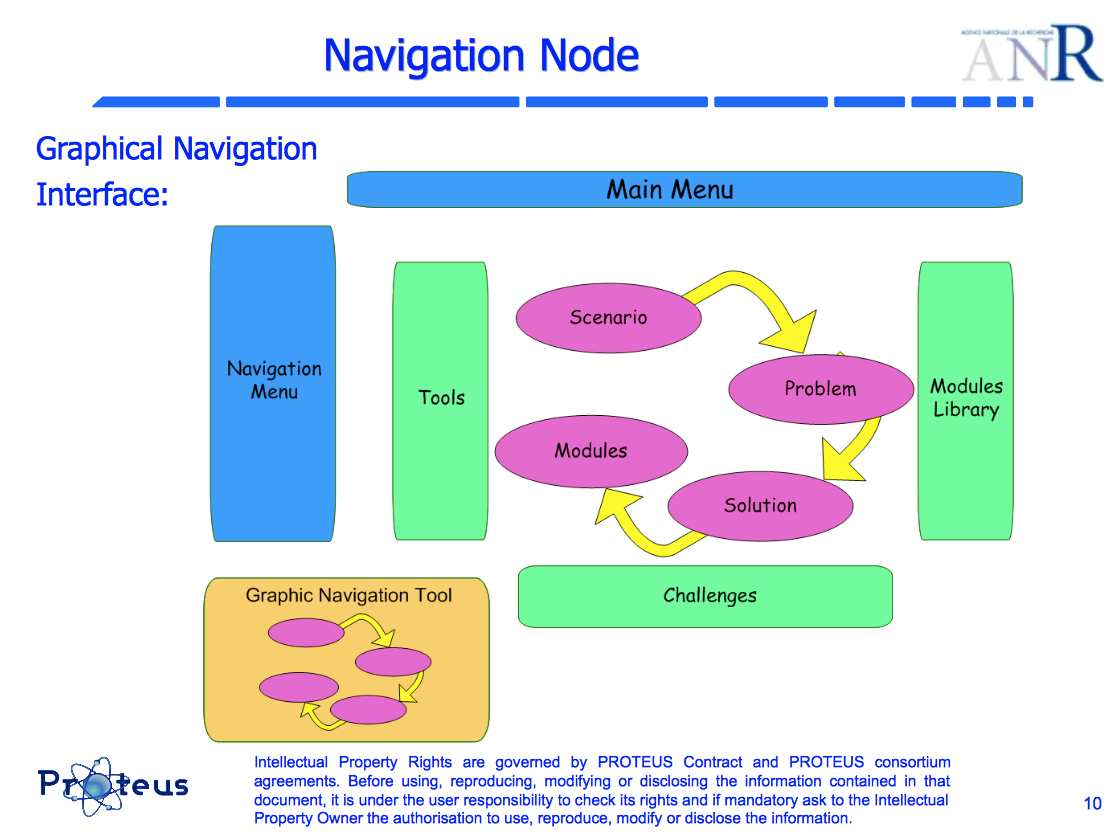 Navigation Node
AGENCE NATIONALE DE LA RECHERCHE
ANR
Graphical Navigation
Interface:
Main Menu
Navigation
Menu
Tools
Scenario
Problem
Modules
Solution
Modules
Library
Challenges
Graphic Navigation Tool
Proteus
Intellectual Property Rights are governed by PROTEUS Contract and PROTEUS consortium
agreements. Before using, reproducing, modifying or disclosing the information contained in that
document, it is under the user responsibility to check its rights and if mandatory ask to the Intellectual
Property Owner the authorisation to use, reproduce, modify or disclose the information.
10